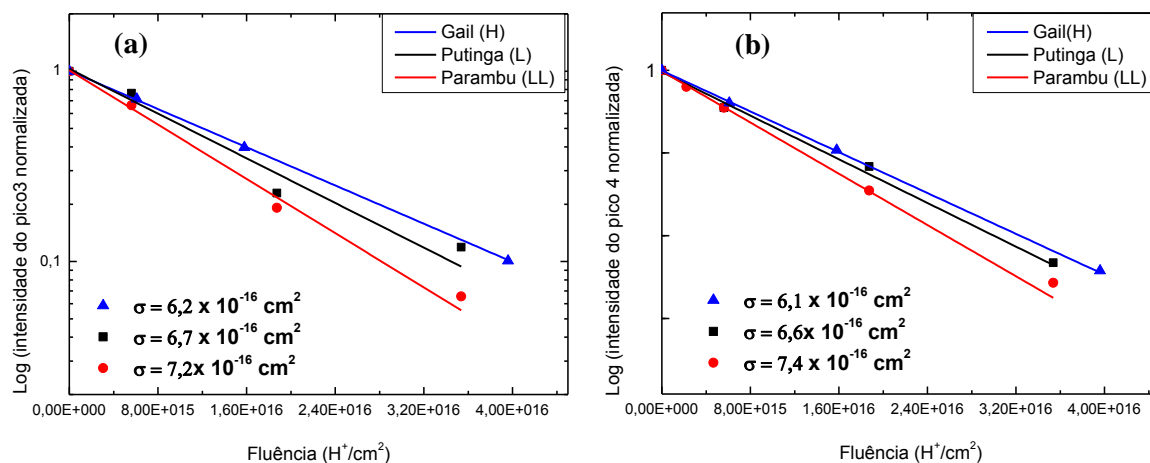 (a)
Gail (H)
Putinga (L)
Parambu (LL)
Log (intensidade do pico3 normalizada)
1
0,1
σ = 6,2 x 10⁻¹⁶ cm²
σ = 6,7 x 10⁻¹⁶ cm²
σ = 7,2x 10⁻¹⁶ cm²
0,00E+000 8,00E+015 1,60E+016 2,40E+016 3,20E+016 4,00E+016
Fluência (H⁺/cm²)
(b)
Gail(H)
Putinga (L)
Parambu (LL)
Log (intensidade do pico 4 normalizada)
1
σ = 6,1 x 10⁻¹⁶ cm²
σ = 6,6x 10⁻¹⁶ cm²
σ = 7,4 x 10⁻¹⁶ cm²
0,00E+000 8,00E+015 1,60E+016 2,40E+016 3,20E+016 4,00E+016
Fluência (H⁺/cm²)